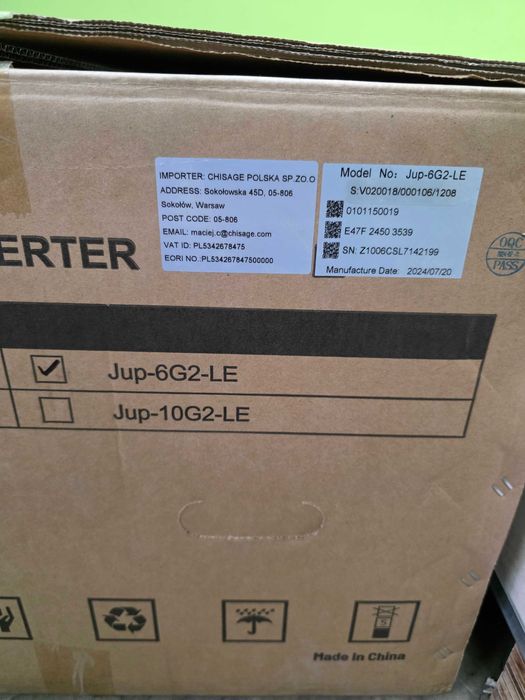 IMPORTER: CHISAGE POLSKA SP.ZO.O
ADDRESS: Sokołowska 45D, 05-806
Sokołów, Warsaw
POST CODE: 05-806
EMAIL: maciej.c@chisage.com
VAT ID: PL5342678475
EORI NO.:PL534267847500000
Model No: Jup-6G2-LE
S:V020018/000106/1208
0101150019
E47F 2450 3539
SN: Z1006CSL7142199
Manufacture Date: 2024/07/20
OQC
PASS
ERTER
Jup-6G2-LE
Jup-10G2-LE
5
Made in China